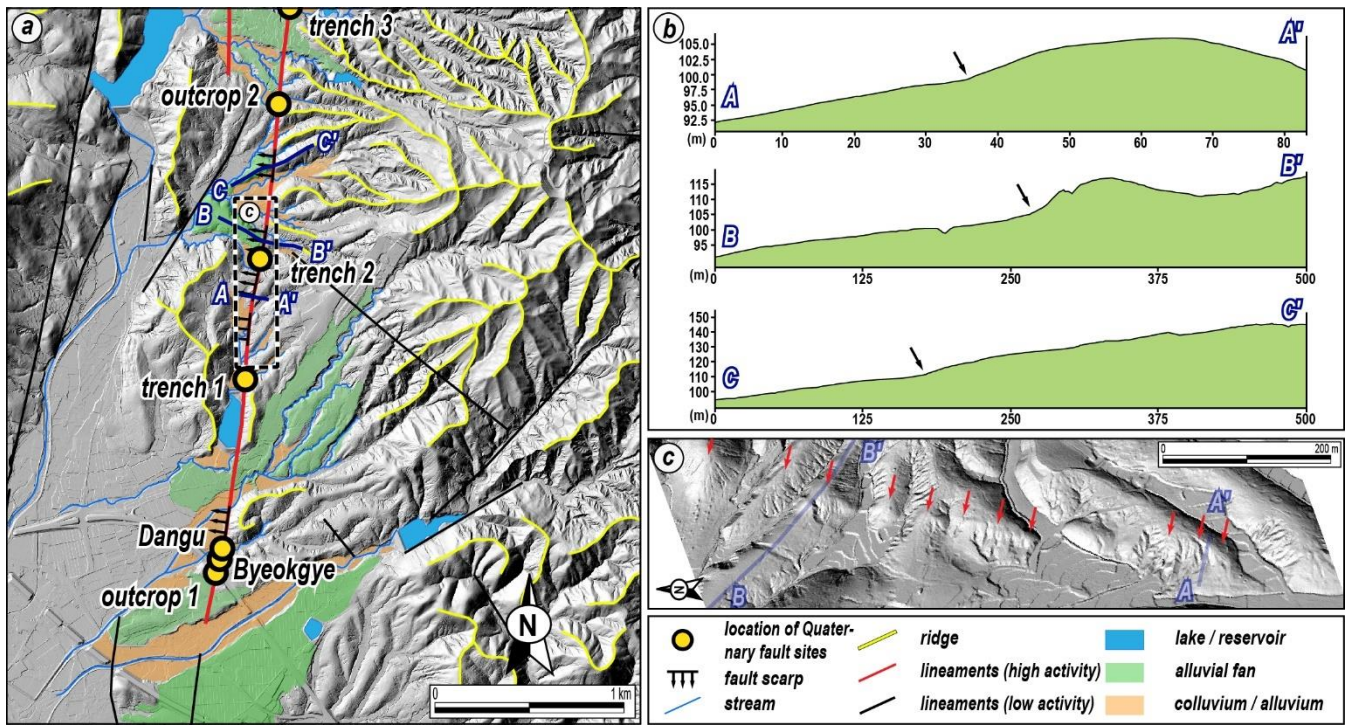 a
trench 3
outcrop 2
C'
C
c
B
B'
trench 2
A
A'
trench 1
Dangu
Byeokgye
outcrop 1
N
0 1 km
b
A'
105.0
102.5
100.0
97.5
95.0
92.5
A
(m) 0 10 20 30 40 50 60 70 80
B'
115
110
105
100
95
B
(m) 0 125 250 375 500
C'
150
140
130
120
110
100
C
(m) 0 125 250 375 500
c
B'
0 200 m
A'
N
B
A
location of Quater-
nary fault sites
fault scarp
stream
ridge
lineaments (high activity)
lineaments (low activity)
lake / reservoir
alluvial fan
colluvium / alluvium